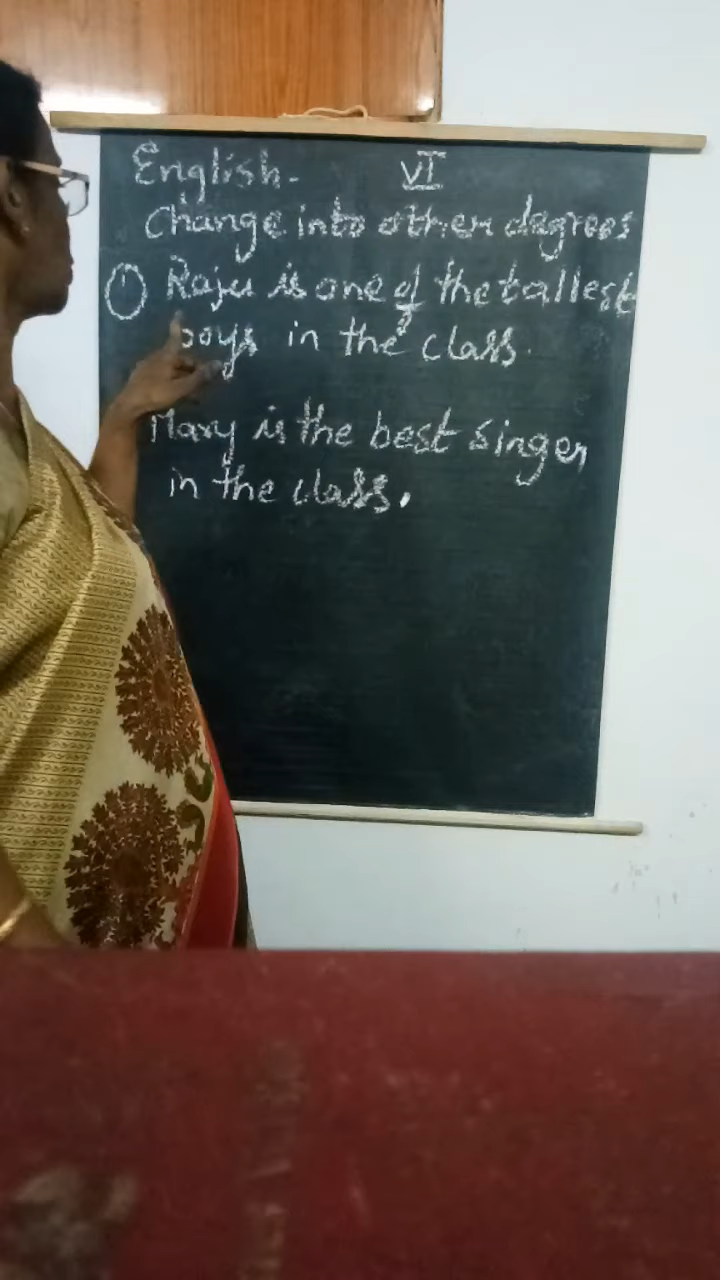 English- VI
Change into other degrees
① Raju is one of the tallest
boys in the class.
Mary is the best singer
in the class.